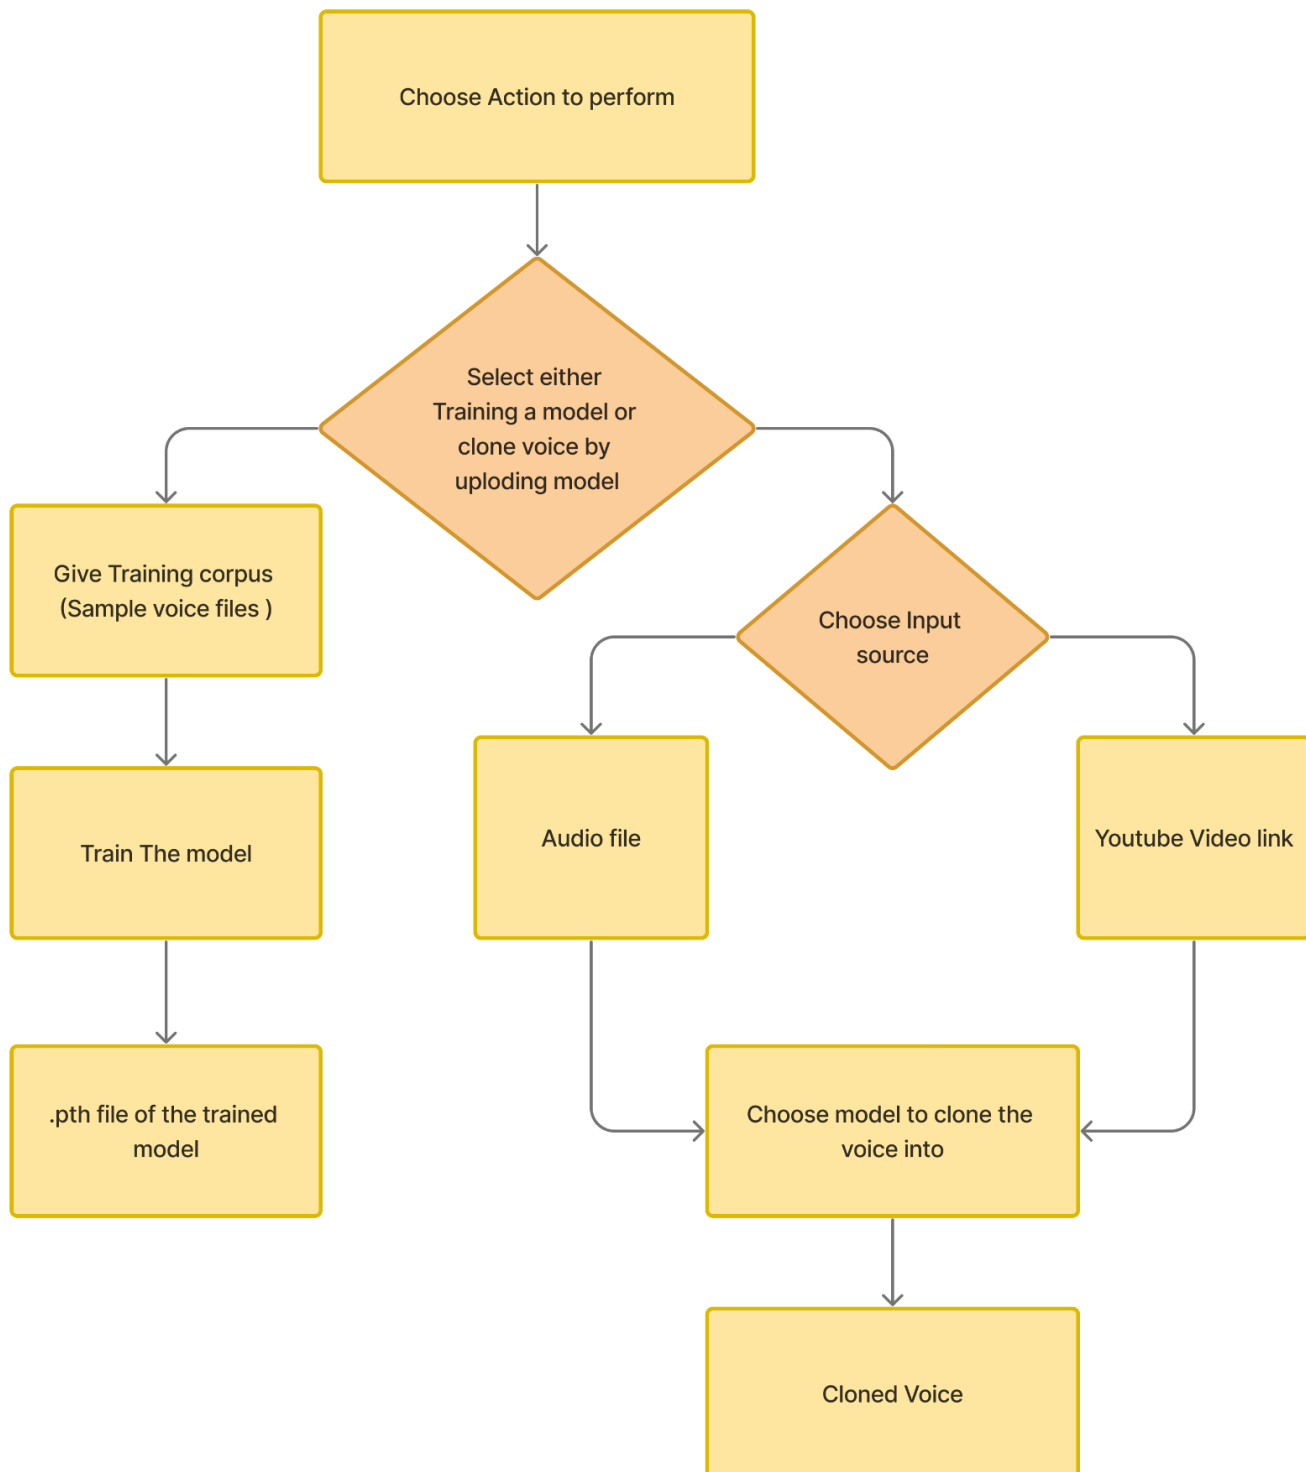 Choose Action to perform
Select either
Training a model or
clone voice by
uploding model
Give Training corpus
(Sample voice files )
Choose Input
source
Train The model
Audio file
Youtube Video link
.pth file of the trained
model
Choose model to clone the
voice into
Cloned Voice